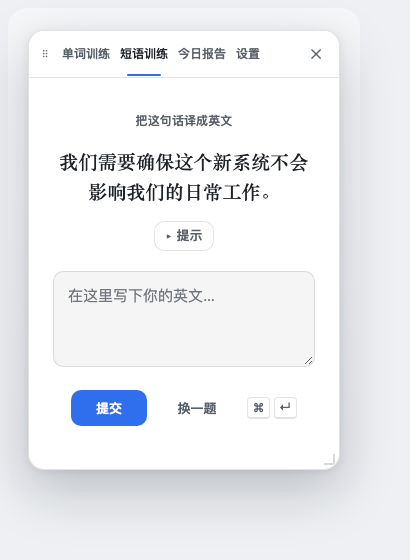 单词训练 短语训练 今日报告 设置
把这句话译成英文
我们需要确保这个新系统不会
影响我们的日常工作。
▸ 提示
在这里写下你的英文...
提交 换一题 ⌘ ↵